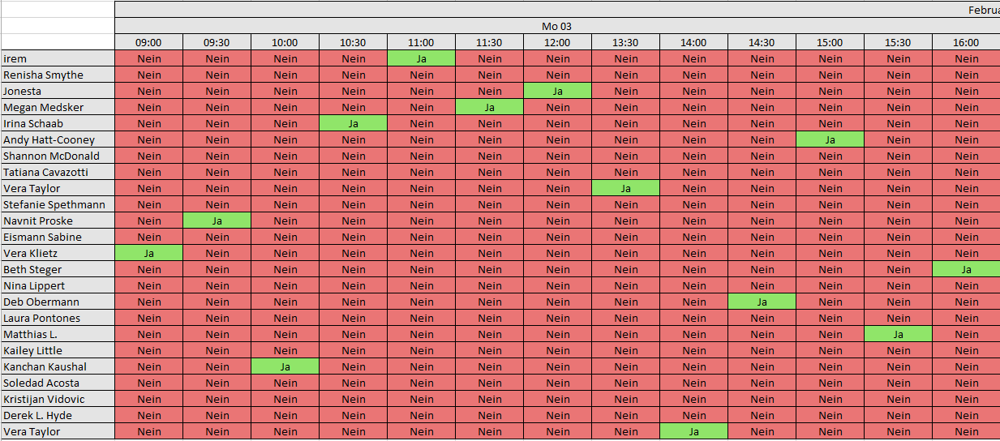 Februa
Mo 03
09:00 09:30 10:00 10:30 11:00 11:30 12:00 13:30 14:00 14:30 15:00 15:30 16:00
irem Nein Nein Nein Nein Ja Nein Nein Nein Nein Nein Nein Nein Nein
Renisha Smythe Nein Nein Nein Nein Nein Nein Nein Nein Nein Nein Nein Nein Nein
Jonesta Nein Nein Nein Nein Nein Nein Ja Nein Nein Nein Nein Nein Nein
Megan Medsker Nein Nein Nein Nein Nein Ja Nein Nein Nein Nein Nein Nein Nein
Irina Schaab Nein Nein Nein Ja Nein Nein Nein Nein Nein Nein Nein Nein Nein
Andy Hatt-Cooney Nein Nein Nein Nein Nein Nein Nein Nein Nein Nein Ja Nein Nein
Shannon McDonald Nein Nein Nein Nein Nein Nein Nein Nein Nein Nein Nein Nein Nein
Tatiana Cavazotti Nein Nein Nein Nein Nein Nein Nein Nein Nein Nein Nein Nein Nein
Vera Taylor Nein Nein Nein Nein Nein Nein Nein Ja Nein Nein Nein Nein Nein
Stefanie Spethmann Nein Nein Nein Nein Nein Nein Nein Nein Nein Nein Nein Nein Nein
Navnit Proske Nein Ja Nein Nein Nein Nein Nein Nein Nein Nein Nein Nein Nein
Eismann Sabine Nein Nein Nein Nein Nein Nein Nein Nein Nein Nein Nein Nein Nein
Vera Klietz Ja Nein Nein Nein Nein Nein Nein Nein Nein Nein Nein Nein Nein
Beth Steger Nein Nein Nein Nein Nein Nein Nein Nein Nein Nein Nein Nein Ja
Nina Lippert Nein Nein Nein Nein Nein Nein Nein Nein Nein Nein Nein Nein Nein
Deb Obermann Nein Nein Nein Nein Nein Nein Nein Nein Nein Ja Nein Nein Nein
Laura Pontones Nein Nein Nein Nein Nein Nein Nein Nein Nein Nein Nein Nein Nein
Matthias L. Nein Nein Nein Nein Nein Nein Nein Nein Nein Nein Nein Ja Nein
Kailey Little Nein Nein Nein Nein Nein Nein Nein Nein Nein Nein Nein Nein Nein
Kanchan Kaushal Nein Nein Ja Nein Nein Nein Nein Nein Nein Nein Nein Nein Nein
Soledad Acosta Nein Nein Nein Nein Nein Nein Nein Nein Nein Nein Nein Nein Nein
Kristijan Vidovic Nein Nein Nein Nein Nein Nein Nein Nein Nein Nein Nein Nein Nein
Derek L. Hyde Nein Nein Nein Nein Nein Nein Nein Nein Nein Nein Nein Nein Nein
Vera Taylor Nein Nein Nein Nein Nein Nein Nein Nein Ja Nein Nein Nein Nein